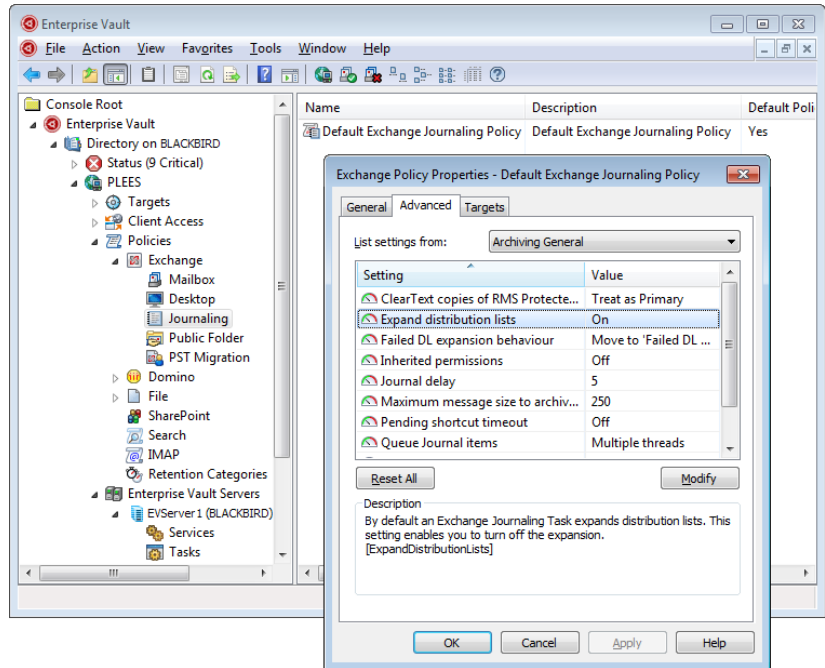 Enterprise Vault
File Action View Favorites Tools Window Help
Console Root
Enterprise Vault
Directory on BLACKBIRD
Status (9 Critical)
PLEES
Targets
Client Access
Policies
Exchange
Mailbox
Desktop
Journaling
Public Folder
PST Migration
Domino
File
SharePoint
Search
IMAP
Retention Categories
Enterprise Vault Servers
EVServer1 (BLACKBIRD)
Services
Tasks
Name Description Default Poli
Default Exchange Journaling Policy Default Exchange Journaling Policy Yes
Exchange Policy Properties - Default Exchange Journaling Policy
General Advanced Targets
List settings from: Archiving General
Setting Value
ClearText copies of RMS Protecte... Treat as Primary
Expand distribution lists On
Failed DL expansion behaviour Move to 'Failed DL ...
Inherited permissions Off
Journal delay 5
Maximum message size to archiv... 250
Pending shortcut timeout Off
Queue Journal items Multiple threads
Reset All Modify
Description
By default an Exchange Journaling Task expands distribution lists. This
setting enables you to turn off the expansion.
[ExpandDistributionLists]
OK Cancel Apply Help